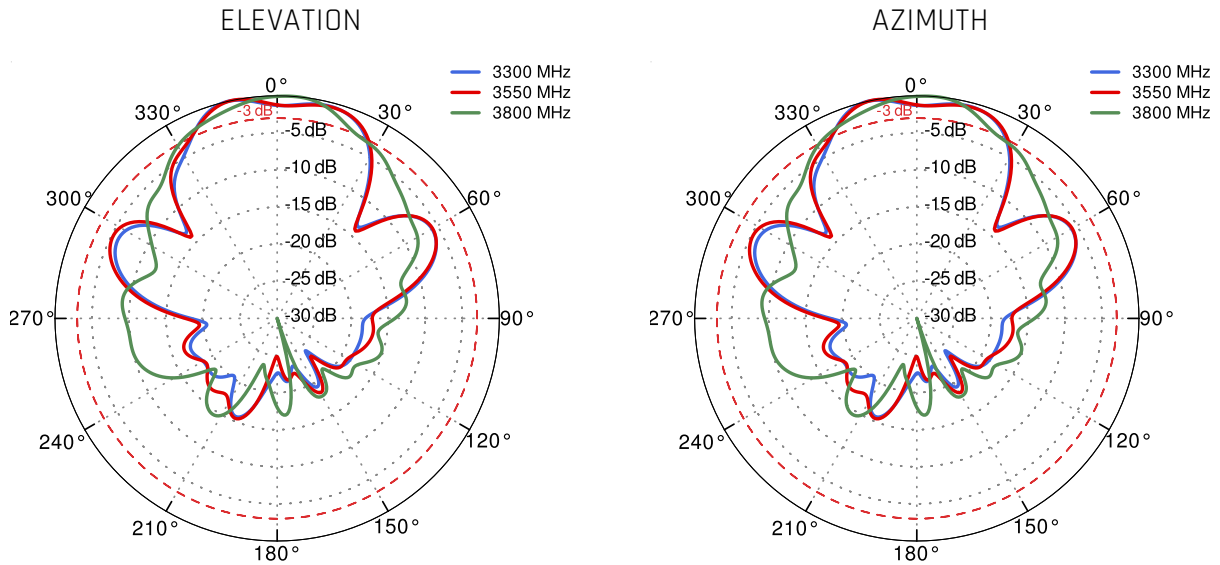 ELEVATION
3300 MHz
3550 MHz
3800 MHz
0°
330°
30°
-3 dB
-5 dB
-10 dB
300°
60°
-15 dB
-20 dB
-25 dB
270°
-30 dB
90°
240°
120°
210°
150°
180°
AZIMUTH
3300 MHz
3550 MHz
3800 MHz
0°
330°
30°
-3 dB
-5 dB
-10 dB
300°
60°
-15 dB
-20 dB
-25 dB
270°
-30 dB
90°
240°
120°
210°
150°
180°